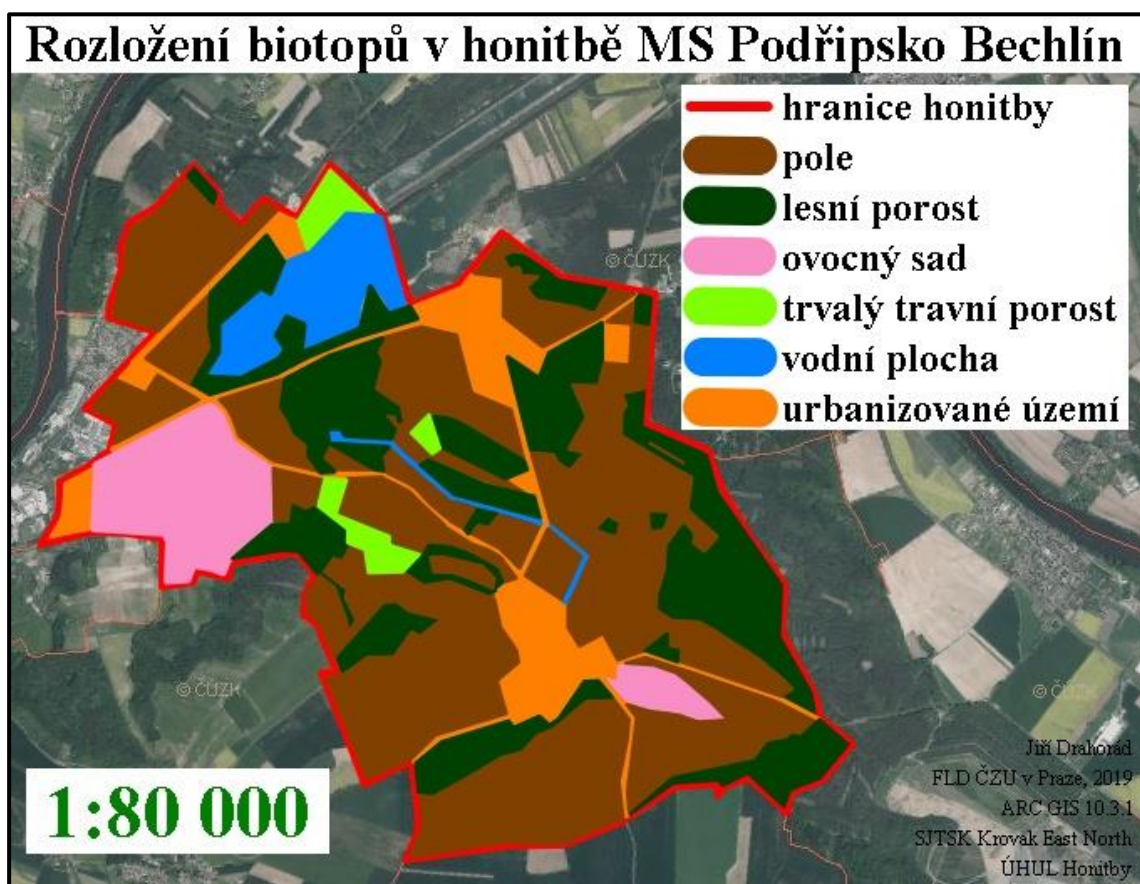 Rozložení biotopů v honitbě MS Podřipsko Bechlín
hranice honitby
pole
lesní porost
ovocný sad
trvalý travní porost
vodní plocha
urbanizované území
© ČÚZK
© ČÚZK
© ČÚZK
1:80 000
Jiří Drahorád
FLD ČZU v Praze, 2019
ARC GIS 10.3.1
SJTSK Krovak East North
ÚHUL Honitby